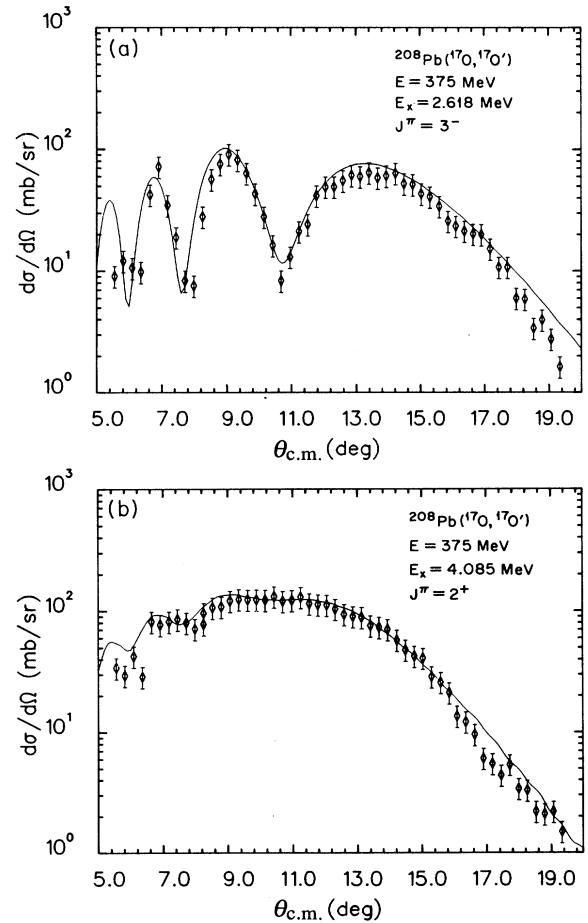 (a)
²⁰⁸Pb(¹⁷O, ¹⁷O′)
E = 375 MeV
Eₓ = 2.618 MeV
J^π = 3⁻
dσ/dΩ (mb/sr)
10³
10²
10¹
10⁰
5.0 7.0 9.0 11.0 13.0 15.0 17.0 19.0
θc.m. (deg)
(b)
²⁰⁸Pb(¹⁷O, ¹⁷O′)
E = 375 MeV
Eₓ = 4.085 MeV
J^π = 2⁺
dσ/dΩ (mb/sr)
10³
10²
10¹
10⁰
5.0 7.0 9.0 11.0 13.0 15.0 17.0 19.0
θc.m. (deg)